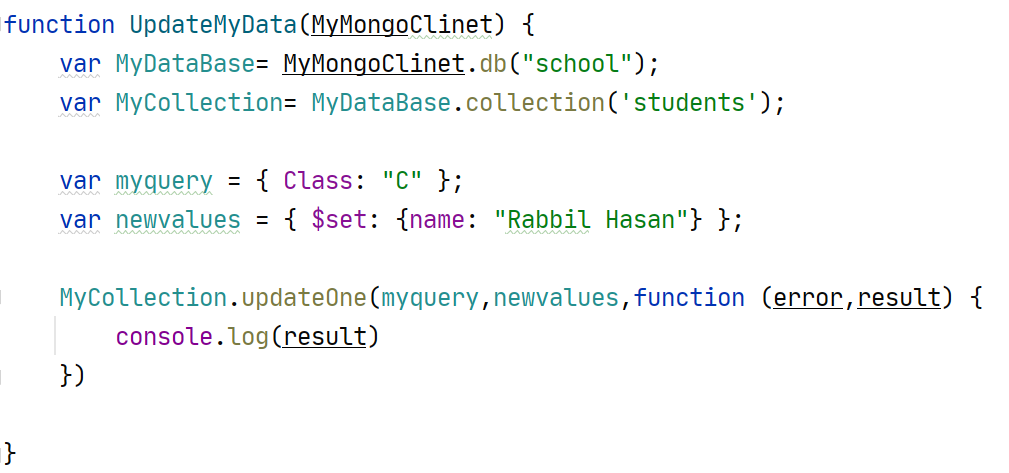 function UpdateMyData(MyMongoClinet) {
var MyDataBase= MyMongoClinet.db("school");
var MyCollection= MyDataBase.collection('students');
var myquery = { Class: "C" };
var newvalues = { $set: {name: "Rabbil Hasan"} };
MyCollection.updateOne(myquery,newvalues,function (error,result) {
console.log(result)
})
}